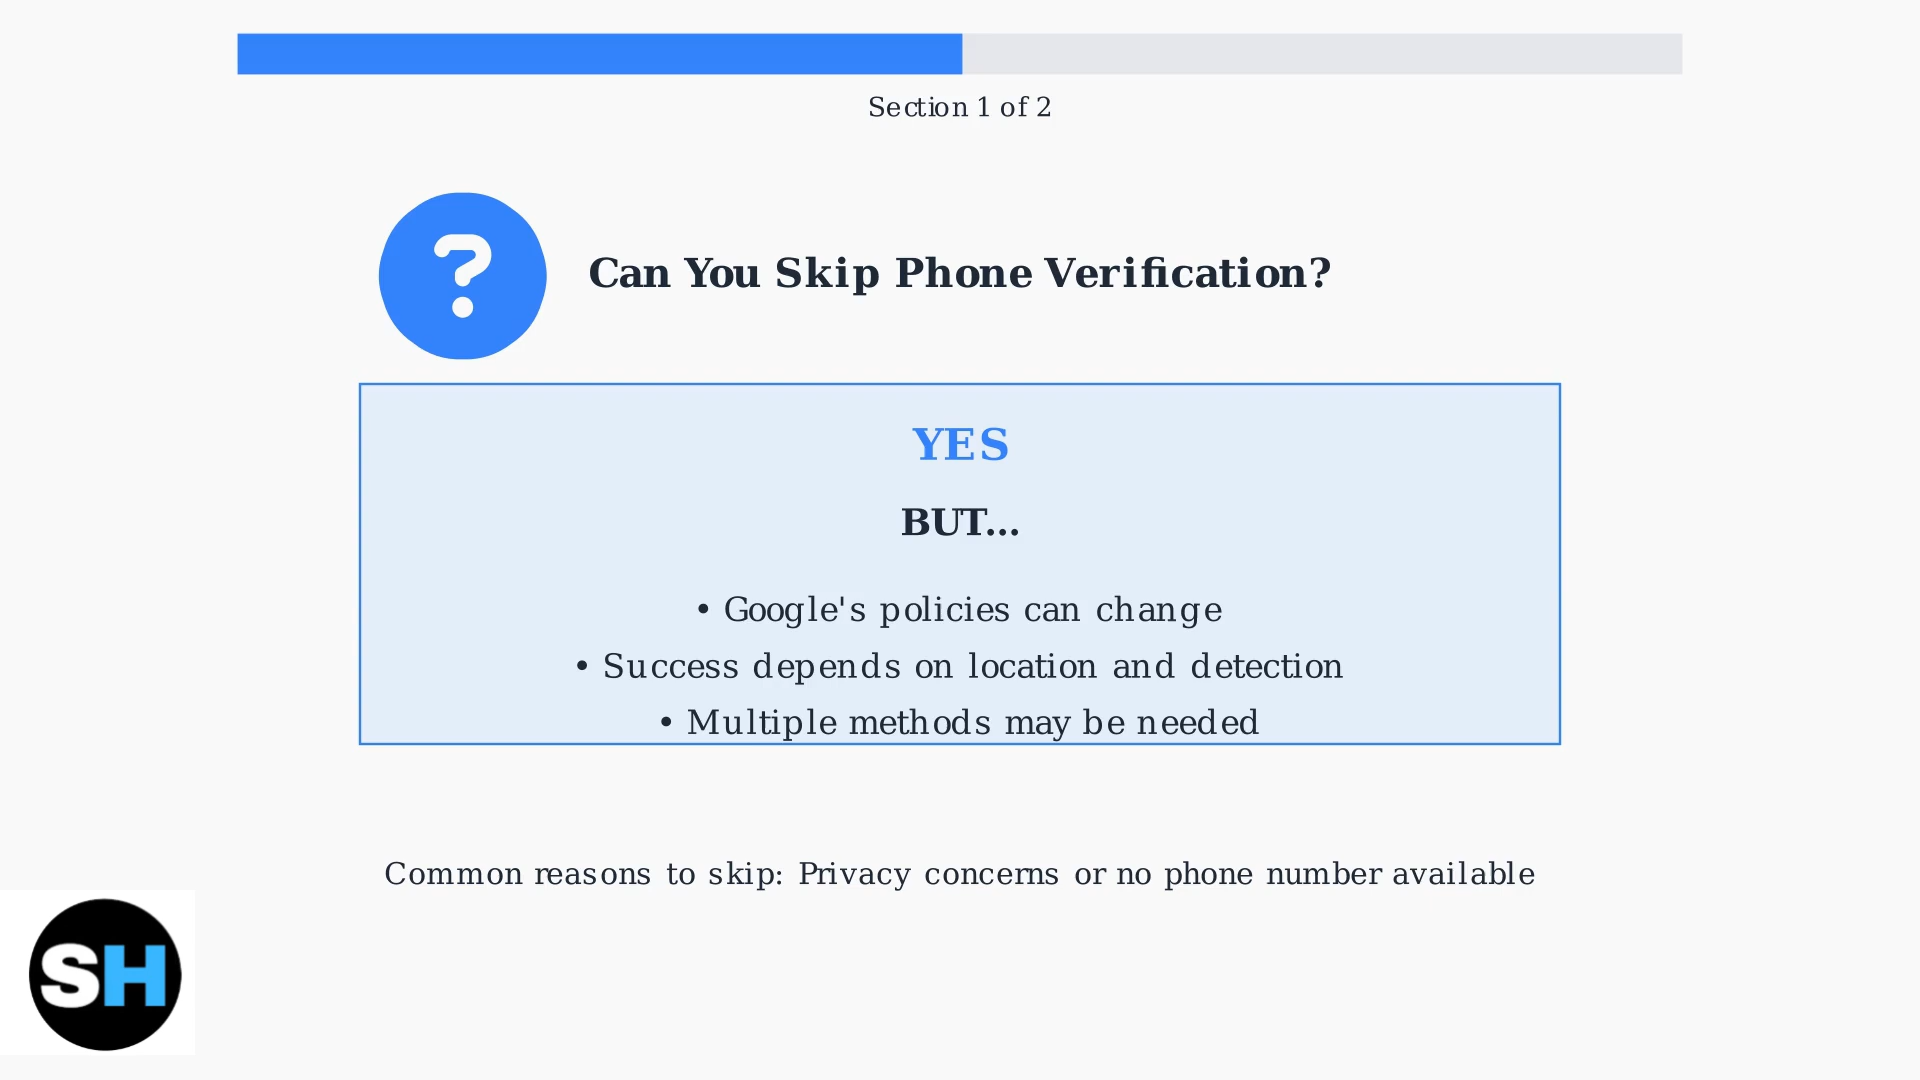 Section 1 of 2
?
Can You Skip Phone Verification?
YES
BUT...
• Google's policies can change
• Success depends on location and detection
• Multiple methods may be needed
Common reasons to skip: Privacy concerns or no phone number available
SH